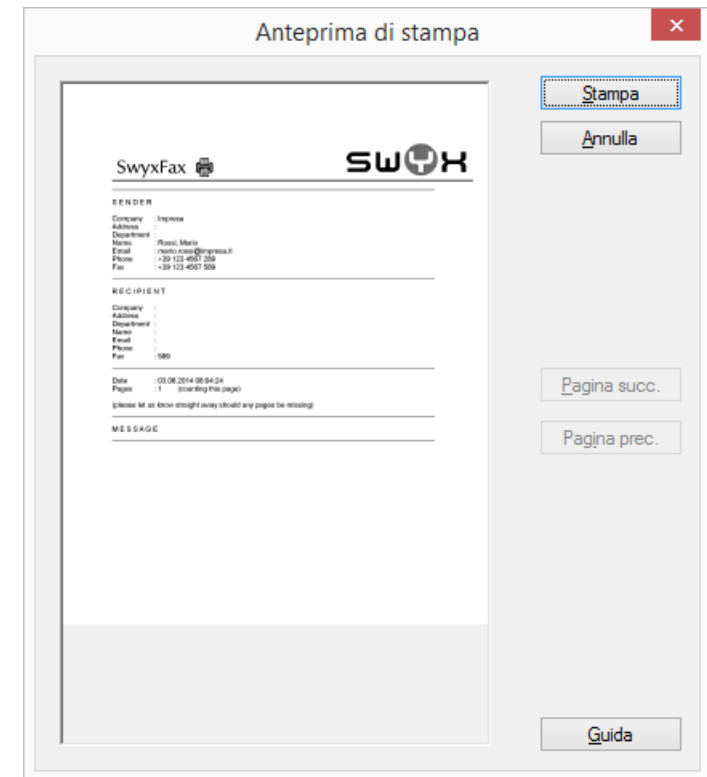 Anteprima di stampa
Stampa
Annulla
SwyxFax
swyx
SENDER
Company : Impresa
Address :
Department :
Name : Rossi, Mario
Email : mario.rossi@impresa.it
Phone : +39 123 4567 289
Fax : +39 123 4567 589
RECIPIENT
Company :
Address :
Department :
Name :
Email :
Phone :
Fax : 589
Date : 03.06.2014 08:64:24
Pages : 1 (counting this page)
(please let us know straight away should any pages be missing)
MESSAGE
Pagina succ.
Pagina prec.
Guida